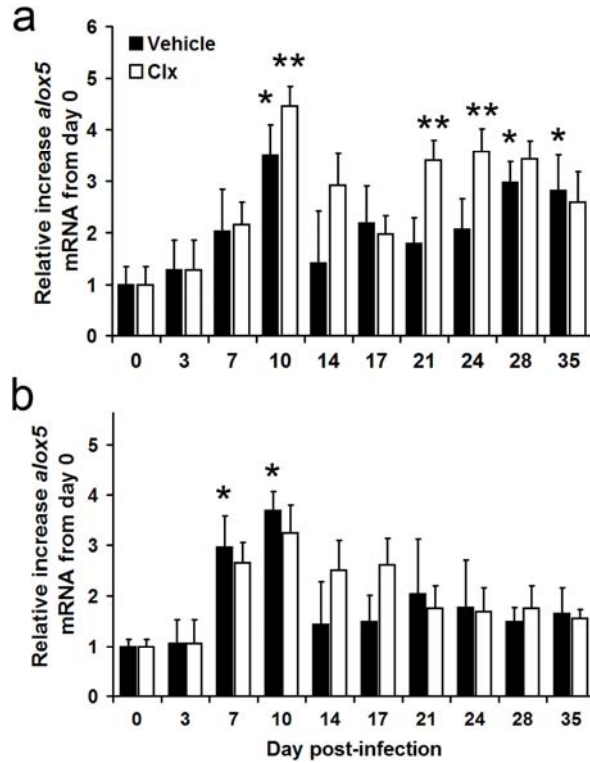 a
Relative increase alox5
mRNA from day 0
6
5
4
3
2
1
0
Vehicle
Clx
*
**
**
**
*
*
0 3 7 10 14 17 21 24 28 35
b
Relative increase alox5
mRNA from day 0
5
4
3
2
1
0
*
*
0 3 7 10 14 17 21 24 28 35
Day post-infection